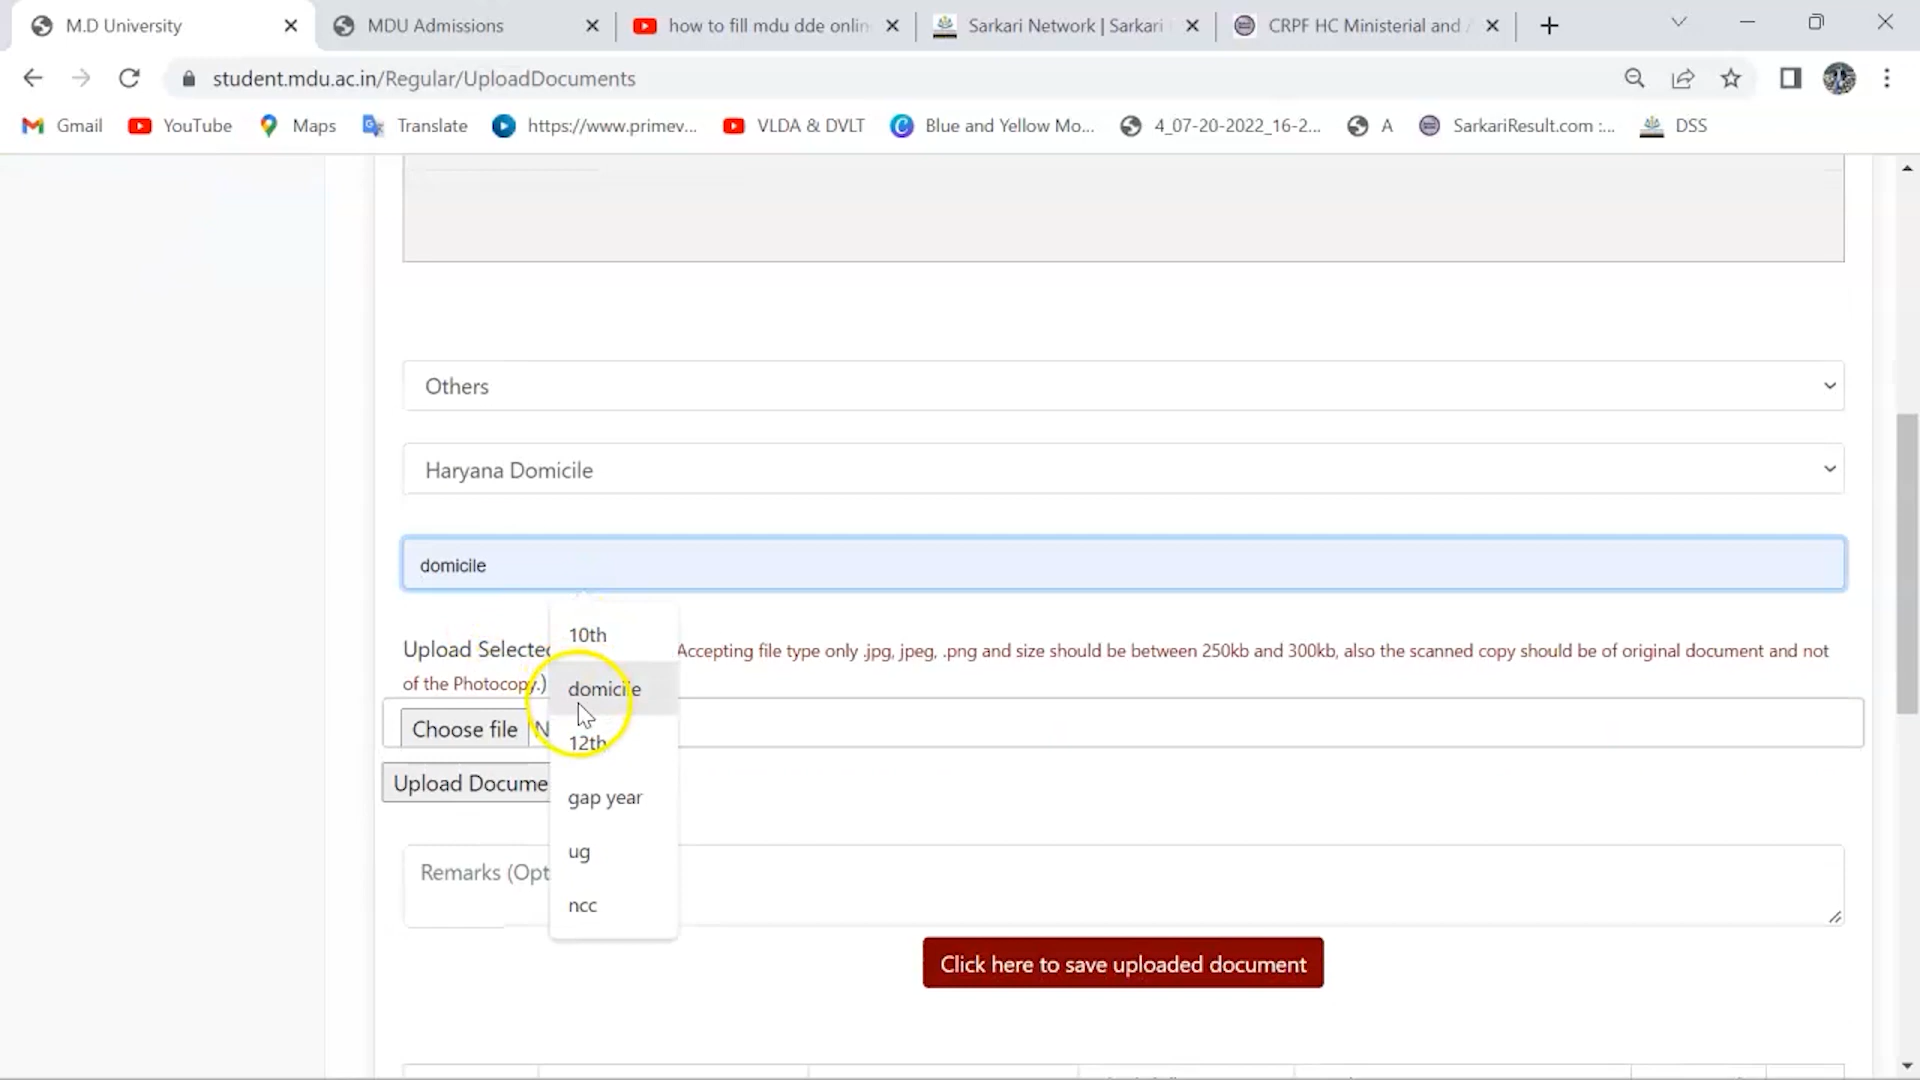 M.D University
MDU Admissions
how to fill mdu dde onlin
Sarkari Network | Sarkari
CRPF HC Ministerial and
student.mdu.ac.in/Regular/UploadDocuments
Gmail
YouTube
Maps
Translate
https://www.primev...
VLDA & DVLT
Blue and Yellow Mo...
4_07-20-2022_16-2...
A
SarkariResult.com :...
DSS
Others
Haryana Domicile
domicile
10th
Upload Selected
Accepting file type only .jpg, jpeg, .png and size should be between 250kb and 300kb, also the scanned copy should be of original document and not
of the Photocopy.)
domicile
Choose file
N
12th
Upload Docume
gap year
ug
Remarks (Opt
ncc
Click here to save uploaded document